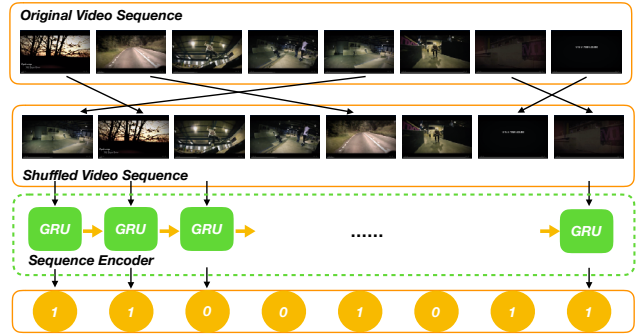 Original Video Sequence
Shuffled Video Sequence
GRU GRU GRU ...... GRU
Sequence Encoder
1 1 0 0 1 0 1 1